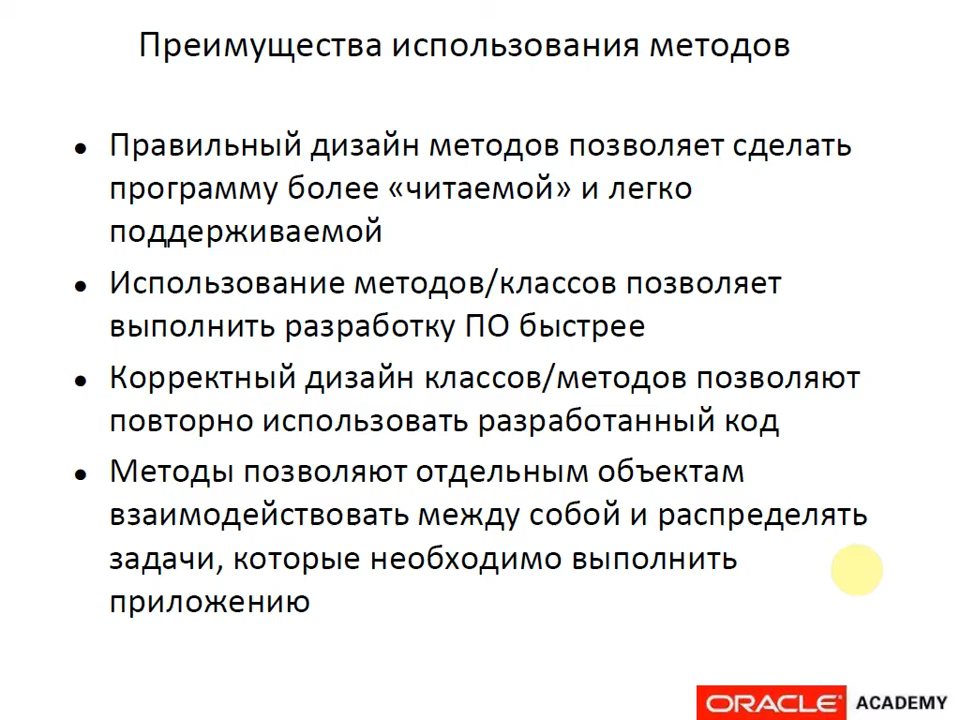 Преимущества использования методов
• Правильный дизайн методов позволяет сделать
программу более «читаемой» и легко
поддерживаемой
• Использование методов/классов позволяет
выполнить разработку ПО быстрее
• Корректный дизайн классов/методов позволяют
повторно использовать разработанный код
• Методы позволяют отдельным объектам
взаимодействовать между собой и распределять
задачи, которые необходимо выполнить
приложению
ORACLE ACADEMY